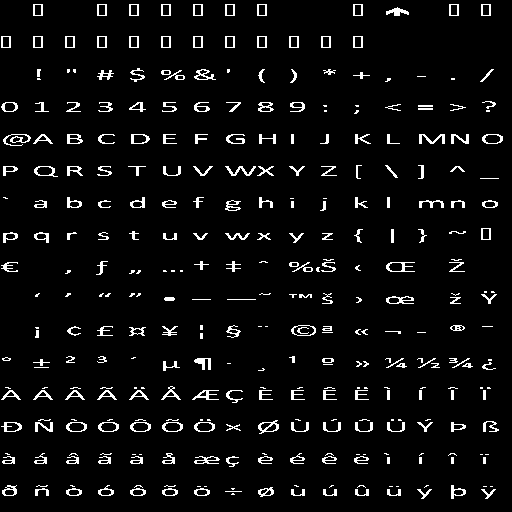 ! " # $ % & ' ( ) * + , - . /
0 1 2 3 4 5 6 7 8 9 : ; < = > ?
@ A B C D E F G H I J K L M N O
P Q R S T U V W X Y Z [ \ ] ^ _
` a b c d e f g h i j k l m n o
p q r s t u v w x y z { | } ~
€ ‚ ƒ „ … † ‡ ˆ ‰ Š ‹ Œ Ž
‘ ’ “ ” • – — ˜ ™ š › œ ž Ÿ
¡ ¢ £ ¤ ¥ ¦ § ¨ © ª « ¬ - ® ¯
° ± ² ³ ´ µ ¶ · ¸ ¹ º » ¼ ½ ¾ ¿
À Á Â Ã Ä Å Æ Ç È É Ê Ë Ì Í Î Ï
Ð Ñ Ò Ó Ô Õ Ö × Ø Ù Ú Û Ü Ý Þ ß
à á â ã ä å æ ç è é ê ë ì í î ï
ð ñ ò ó ô õ ö ÷ ø ù ú û ü ý þ ÿ